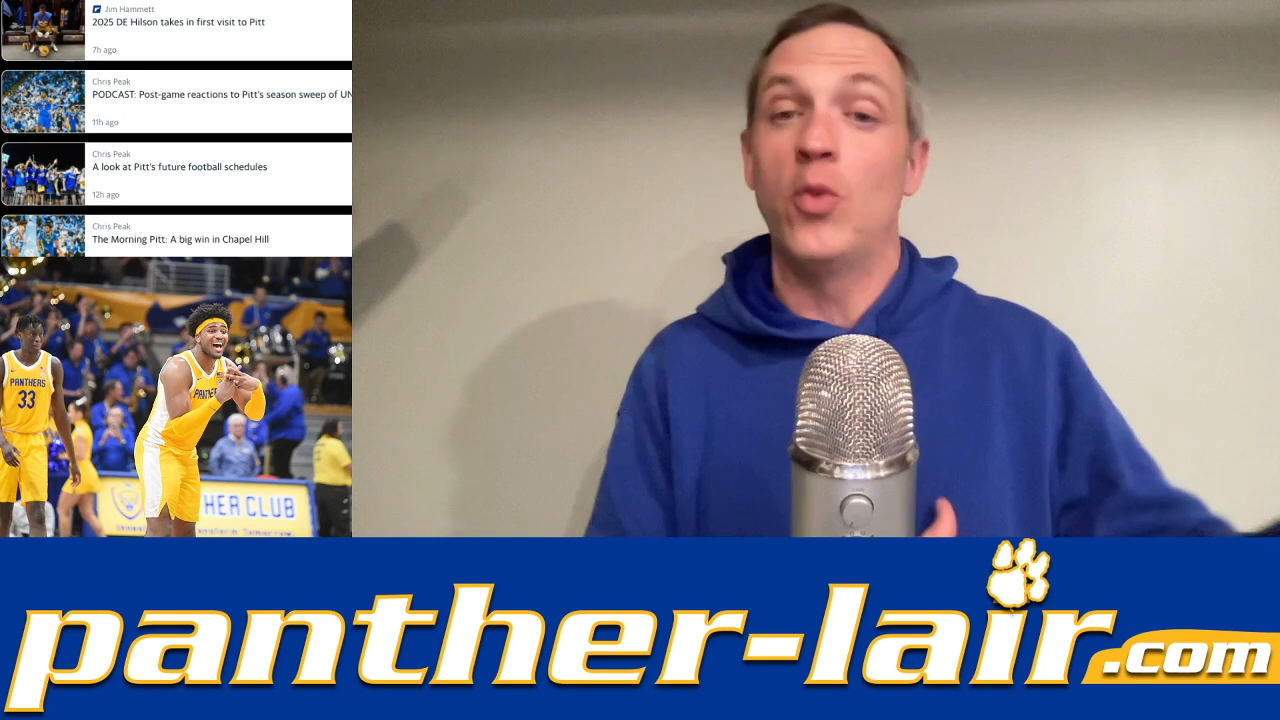 Jim Hammett
2025 DE Hilson takes in first visit to Pitt
7h ago
Chris Peak
PODCAST: Post-game reactions to Pitt's season sweep of UN
11h ago
Chris Peak
A look at Pitt's future football schedules
12h ago
Chris Peak
The Morning Pitt: A big win in Chapel Hill
PANTHERS
33
PANTHE
HER CLUB
panther-lair.com